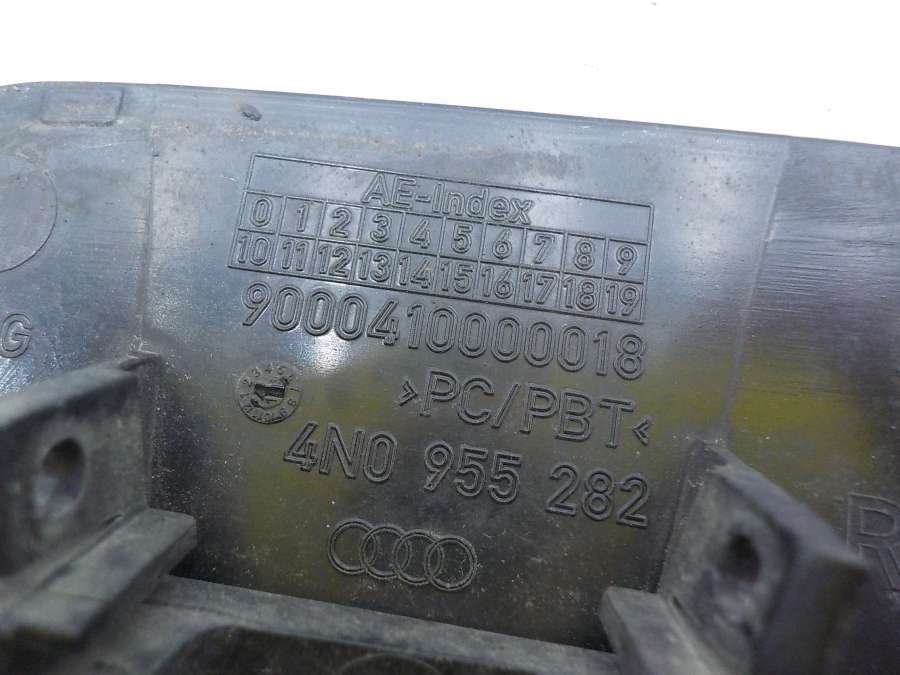 AE-Index
0 1 2 3 4 5 6 7 8 9
10 11 12 13 14 15 16 17 18 19
9000410000018
G
>PC/PBT<
4N0 955 282
R